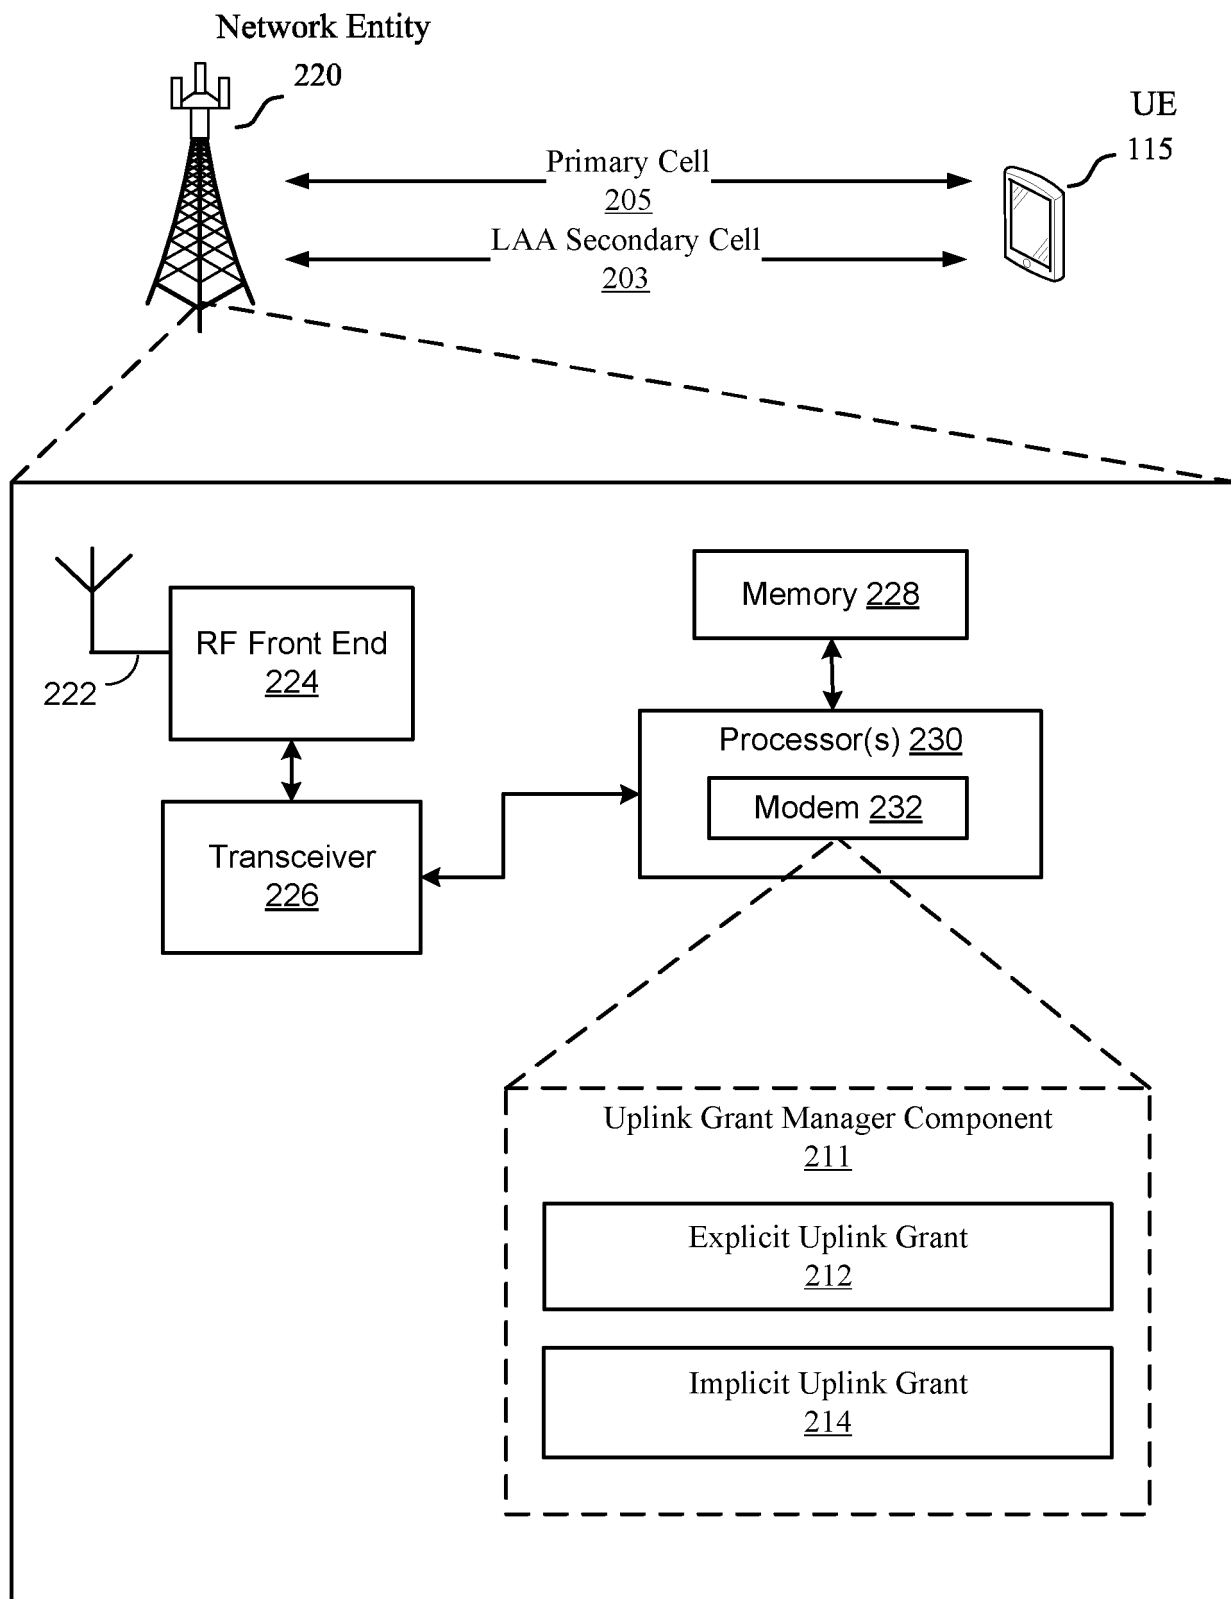 Network Entity
220
UE
115
Primary Cell
205
LAA Secondary Cell
203
222
RF Front End
224
Memory 228
Processor(s) 230
Modem 232
Transceiver
226
Uplink Grant Manager Component
211
Explicit Uplink Grant
212
Implicit Uplink Grant
214